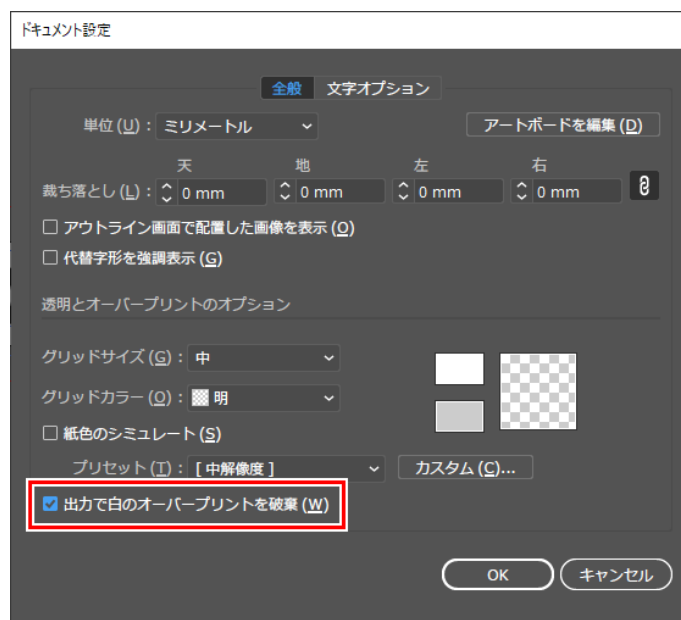 ドキュメント設定
全般 文字オプション
単位(U): ミリメートル アートボードを編集(D)
天 地 左 右
裁ち落とし(L): 0 mm 0 mm 0 mm 0 mm
アウトライン画面で配置した画像を表示(O)
代替字形を強調表示(G)
透明とオーバープリントのオプション
グリッドサイズ(G): 中
グリッドカラー(O): 明
紙色のシミュレート(S)
プリセット(T): [中解像度] カスタム(C)...
出力で白のオーバープリントを破棄(W)
OK キャンセル